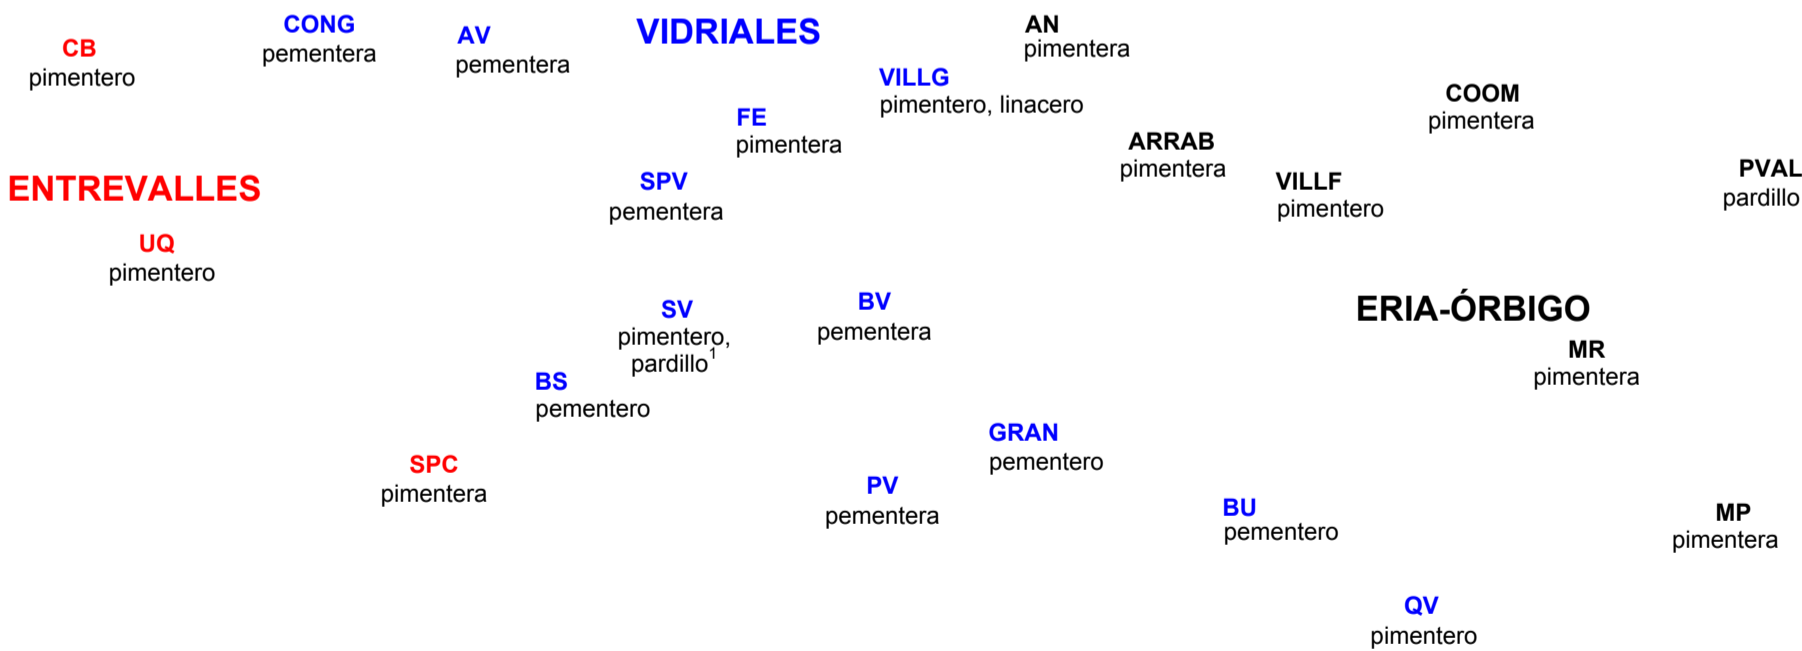 CONG
pementera
AV
pementera
VIDRIALES
AN
pimentera
CB
pimentero
VILLG
pimentero, linacero
COOM
pimentera
FE
pimentera
ARRAB
pimentera
PVAL
pardillo
ENTREVALLES
SPV
pementera
VILLF
pimentero
UQ
pimentero
SV
pimentero,
pardillo¹
BV
pementera
ERIA-ÓRBIGO
MR
pimentera
BS
pementero
GRAN
pementero
SPC
pimentera
PV
pementera
BU
pementero
MP
pimentera
QV
pimentero